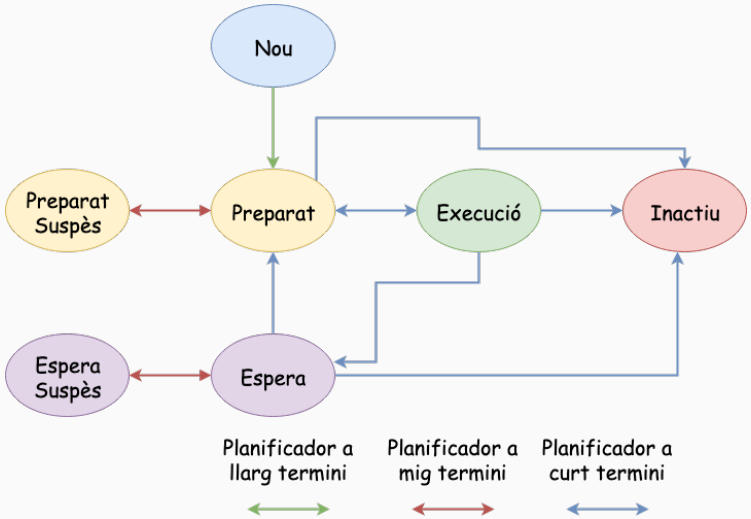 Nou
Preparat
Suspès
Preparat
Execució
Inactiu
Espera
Suspès
Espera
Planificador a
llarg termini
Planificador a
mig termini
Planificador a
curt termini